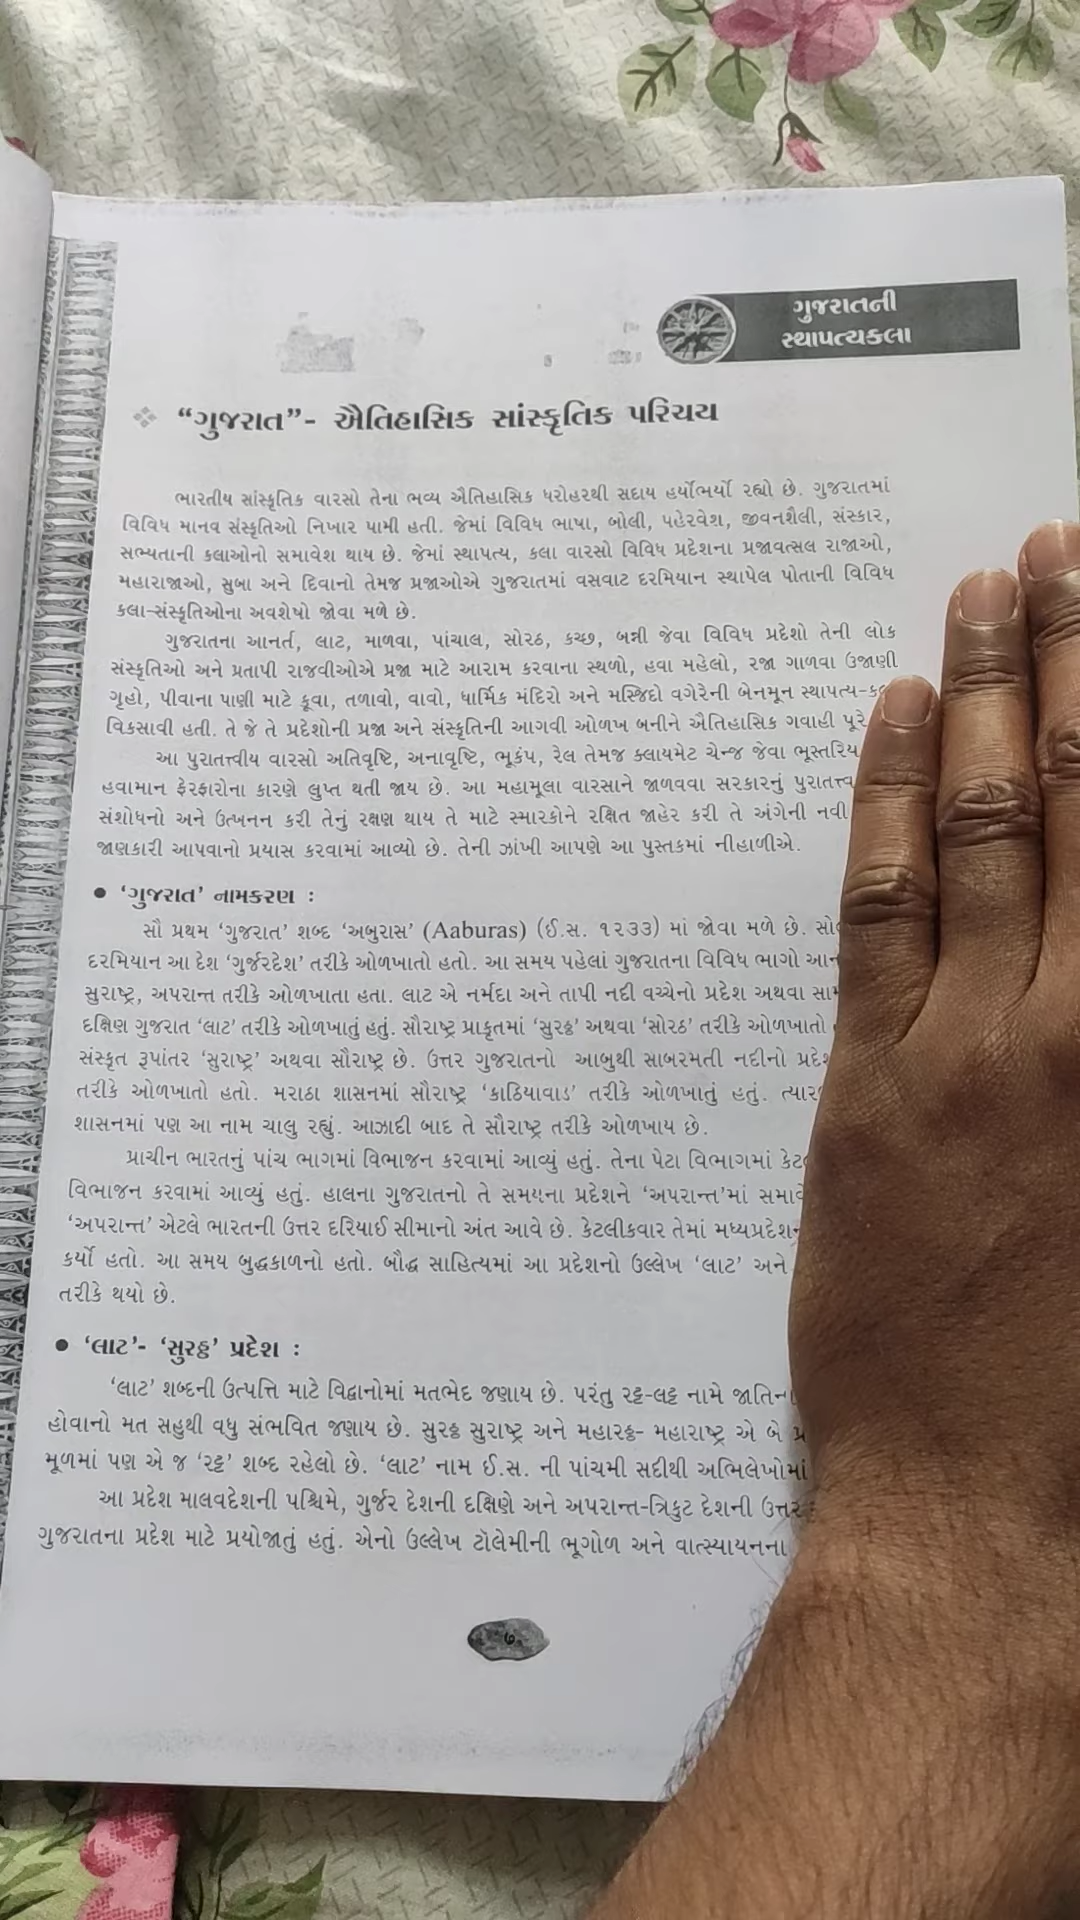 ગુજરાતની
સ્થાપત્યકલા
“ગુજરાત”- ઐતિહાસિક સાંસ્કૃતિક પરિચય
ભારતીય સાંસ્કૃતિક વારસો તેના ભવ્ય ઐતિહાસિક ધરોહરથી સદાય હર્યોભર્યો રહ્યો છે. ગુજરાતમાં
વિવિધ માનવ સંસ્કૃતિઓ નિખાર પામી હતી. જેમાં વિવિધ ભાષા, બોલી, પહેરવેશ, જીવનશૈલી, સંસ્કાર,
સભ્યતાની કલાઓનો સમાવેશ થાય છે. જેમાં સ્થાપત્ય, કલા વારસો વિવિધ પ્રદેશના પ્રજાવત્સલ રાજાઓ,
મહારાજાઓ, સુબા અને દિવાનો તેમજ પ્રજાઓએ ગુજરાતમાં વસવાટ દરમિયાન સ્થાપેલ પોતાની વિવિધ
કલા-સંસ્કૃતિઓના અવશેષો જોવા મળે છે.
ગુજરાતના આનર્ત, લાટ, માળવા, પાંચાલ, સોરઠ, કચ્છ, બન્ની જેવા વિવિધ પ્રદેશો તેની લોક
સંસ્કૃતિઓ અને પ્રતાપી રાજવીઓએ પ્રજા માટે આરામ કરવાના સ્થળો, હવા મહેલો, રજા ગાળવા ઉજાણી
ગૃહો, પીવાના પાણી માટે કૂવા, તળાવો, વાવો, ધાર્મિક મંદિરો અને મસ્જિદો વગેરેની બેનમૂન સ્થાપત્ય-
વિકસાવી હતી. તે જે તે પ્રદેશોની પ્રજા અને સંસ્કૃતિની આગવી ઓળખ બનીને ઐતિહાસિક ગવાહી પૂરે
આ પુરાતત્ત્વીય વારસો અતિવૃષ્ટિ, અનાવૃષ્ટિ, ભૂકંપ, રેલ તેમજ ક્લાયમેટ ચેન્જ જેવા ભૂસ્તરિય
હવામાન ફેરફારોના કારણે લુપ્ત થતી જાય છે. આ મહામૂલા વારસાને જાળવવા સરકારનું પુરાતત્ત્વ
સંશોધનો અને ઉત્ખનન કરી તેનું રક્ષણ થાય તે માટે સ્મારકોને રક્ષિત જાહેર કરી તે અંગેની નવી
જાણકારી આપવાનો પ્રયાસ કરવામાં આવ્યો છે. તેની ઝાંખી આપણે આ પુસ્તકમાં નીહાળીએ.
● ‘ગુજરાત’ નામકરણ :
સૌ પ્રથમ ‘ગુજરાત’ શબ્દ ‘અબુરાસ’ (Aaburas) (ઈ.સ. ૧૨૩૩) માં જોવા મળે છે.
દરમિયાન આ દેશ ‘ગુર્જરદેશ’ તરીકે ઓળખાતો હતો. આ સમય પહેલાં ગુજરાતના વિવિધ ભાગો
સુરાષ્ટ્ર, અપરાન્ત તરીકે ઓળખાતા હતા. લાટ એ નર્મદા અને તાપી નદી વચ્ચેનો પ્રદેશ અથવા
દક્ષિણ ગુજરાત ‘લાટ’ તરીકે ઓળખાતું હતું. સૌરાષ્ટ્ર પ્રાકૃતમાં ‘સુરઠ્ઠ’ અથવા ‘સોરઠ’ તરીકે ઓળખાતો
સંસ્કૃત રૂપાંતર ‘સુરાષ્ટ્ર’ અથવા સૌરાષ્ટ્ર છે. ઉત્તર ગુજરાતનો આબુથી સાબરમતી નદીનો
તરીકે ઓળખાતો હતો. મરાઠા શાસનમાં સૌરાષ્ટ્ર ‘કાઠિયાવાડ’ તરીકે ઓળખાતું હતું.
શાસનમાં પણ આ નામ ચાલુ રહ્યું. આઝાદી બાદ તે સૌરાષ્ટ્ર તરીકે ઓળખાય છે.
પ્રાચીન ભારતનું પાંચ ભાગમાં વિભાજન કરવામાં આવ્યું હતું. તેના પેટા વિભાગમાં
વિભાજન કરવામાં આવ્યું હતું. હાલના ગુજરાતનો તે સમયના પ્રદેશને ‘અપરાન્ત’માં
‘અપરાન્ત’ એટલે ભારતની ઉત્તર દરિયાઈ સીમાનો અંત આવે છે. કેટલીકવાર તેમાં
કર્યો હતો. આ સમય બુદ્ધકાળનો હતો. બૌદ્ધ સાહિત્યમાં આ પ્રદેશનો ઉલ્લેખ ‘લાટ’ અને
તરીકે થયો છે.
● ‘લાટ’- ‘સુરઠ્ઠ’ પ્રદેશ :
‘લાટ’ શબ્દની ઉત્પત્તિ માટે વિદ્વાનોમાં મતભેદ જણાય છે. પરંતુ રટ્ટ-લટ્ટ નામે
હોવાનો મત સહુથી વધુ સંભવિત જણાય છે. સુરઠ્ઠ સુરાષ્ટ્ર અને મહારઠ્ઠ- મહારાષ્ટ્ર એ બે
મૂળમાં પણ એ જ ‘રટ્ટ’ શબ્દ રહેલો છે. ‘લાટ’ નામ ઈ.સ. ની પાંચમી સદીથી અભિલેખોમાં
આ પ્રદેશ માલવદેશની પશ્ચિમે, ગુર્જર દેશની દક્ષિણે અને અપરાન્ત-ત્રિકુટ દેશની ઉત્તર
ગુજરાતના પ્રદેશ માટે પ્રયોજાતું હતું. એનો ઉલ્લેખ ટૉલેમીની ભૂગોળ અને વાત્સ્યાયનના
૭